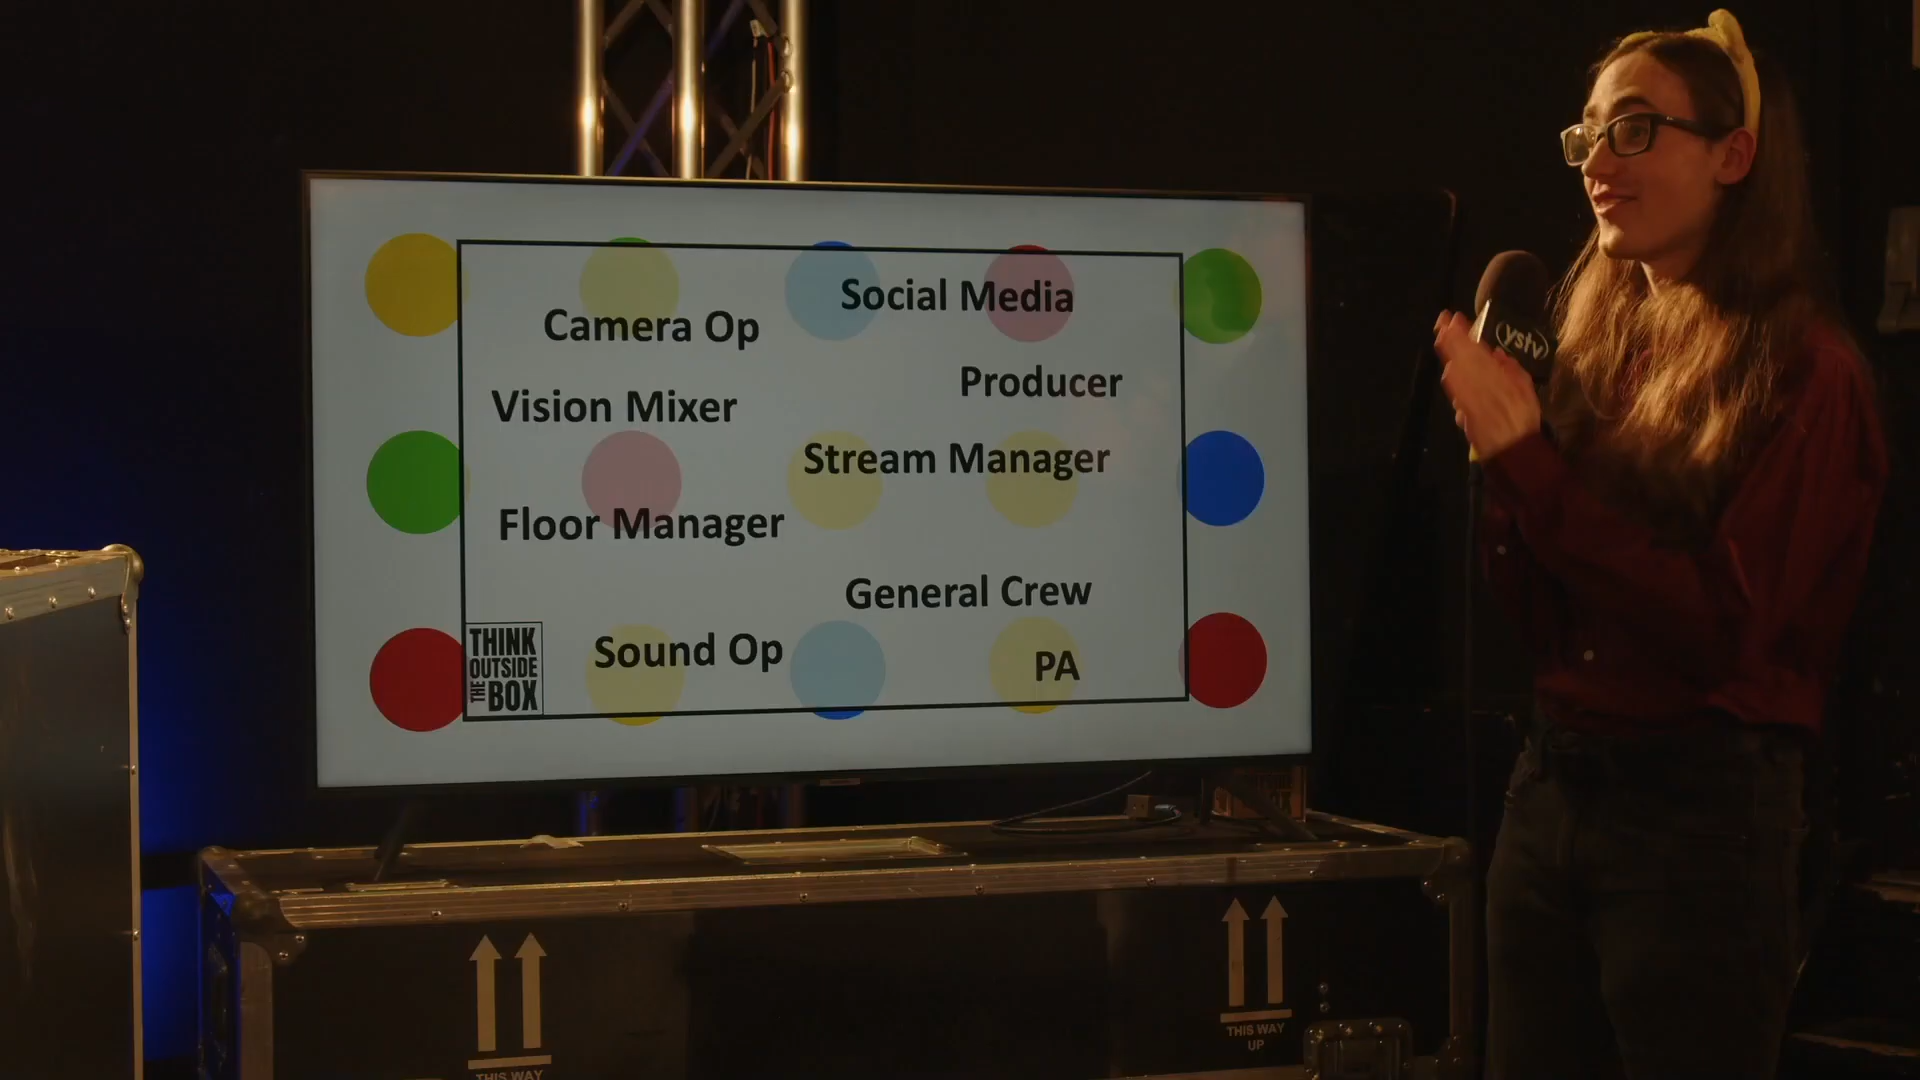 Social Media
Camera Op
Producer
Vision Mixer
Stream Manager
Floor Manager
General Crew
Sound Op
PA
THINK
OUTSIDE
THE BOX
ystv
THIS WAY
THIS WAY
UP